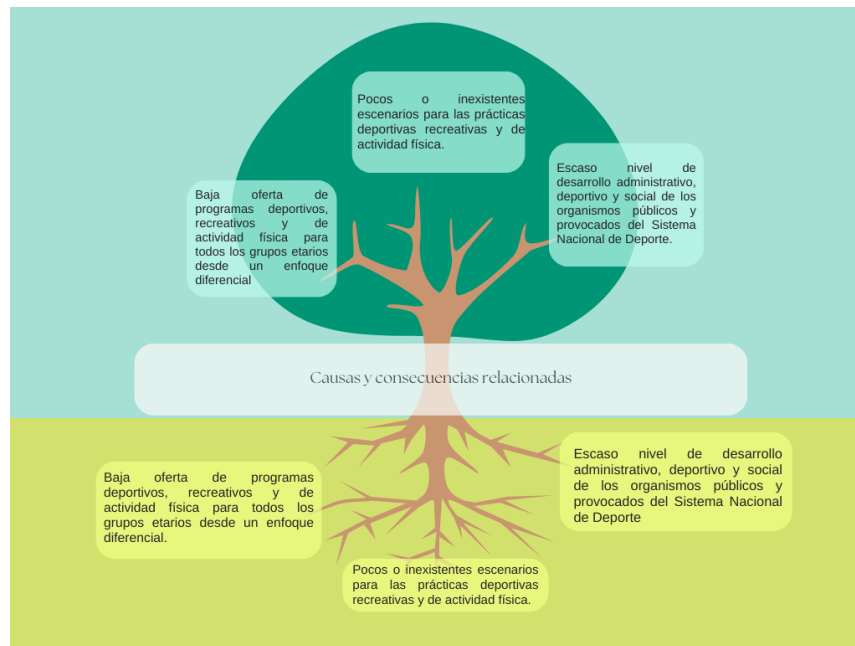 Pocos o inexistentes
escenarios para las prácticas
deportivas recreativas y de
actividad física.
Escaso nivel de
desarrollo administrativo,
deportivo y social de los
organismos públicos y
provocados del Sistema
Nacional de Deporte.
Baja oferta de
programas deportivos,
recreativos y de
actividad física para
todos los grupos etarios
desde un enfoque
diferencial
Causas y consecuencias relacionadas
Baja oferta de programas
deportivos, recreativos y de
actividad física para todos los
grupos etarios desde un enfoque
diferencial.
Escaso nivel de desarrollo
administrativo, deportivo y social
de los organismos públicos y
provocados del Sistema Nacional
de Deporte
Pocos o inexistentes escenarios
para las prácticas deportivas
recreativas y de actividad física.